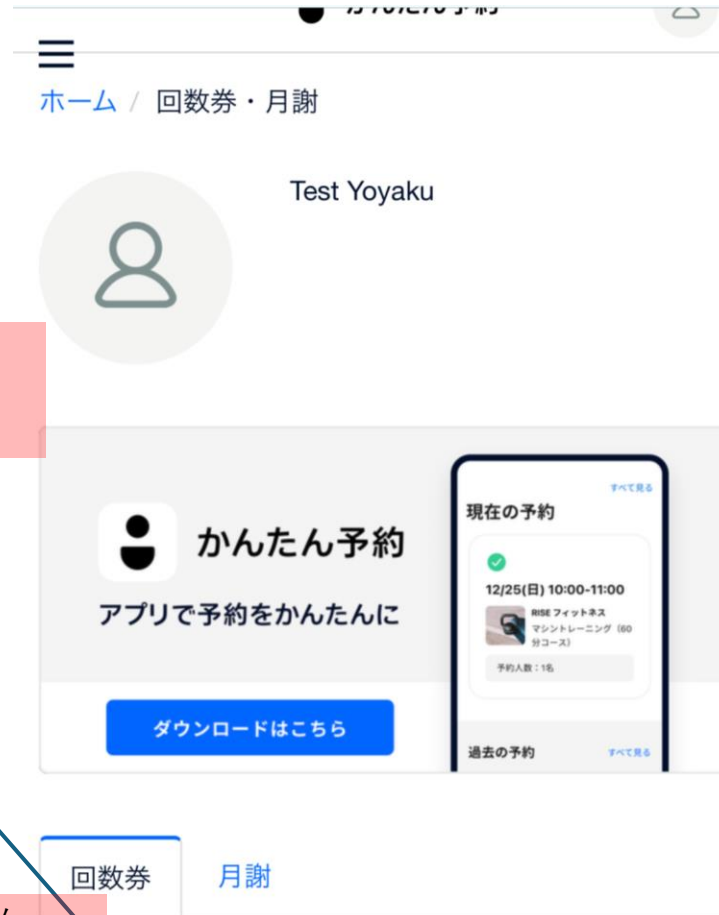 ホーム / 回数券・月謝
Test Yoyaku
かんたん予約
アプリで予約をかんたんに
ダウンロードはこちら
すべて見る
現在の予約
12/25(日) 10:00-11:00
RISE フィットネス
マシントレーニング（60
分コース）
予約人数：1名
過去の予約 すべて見る
回数券 月謝